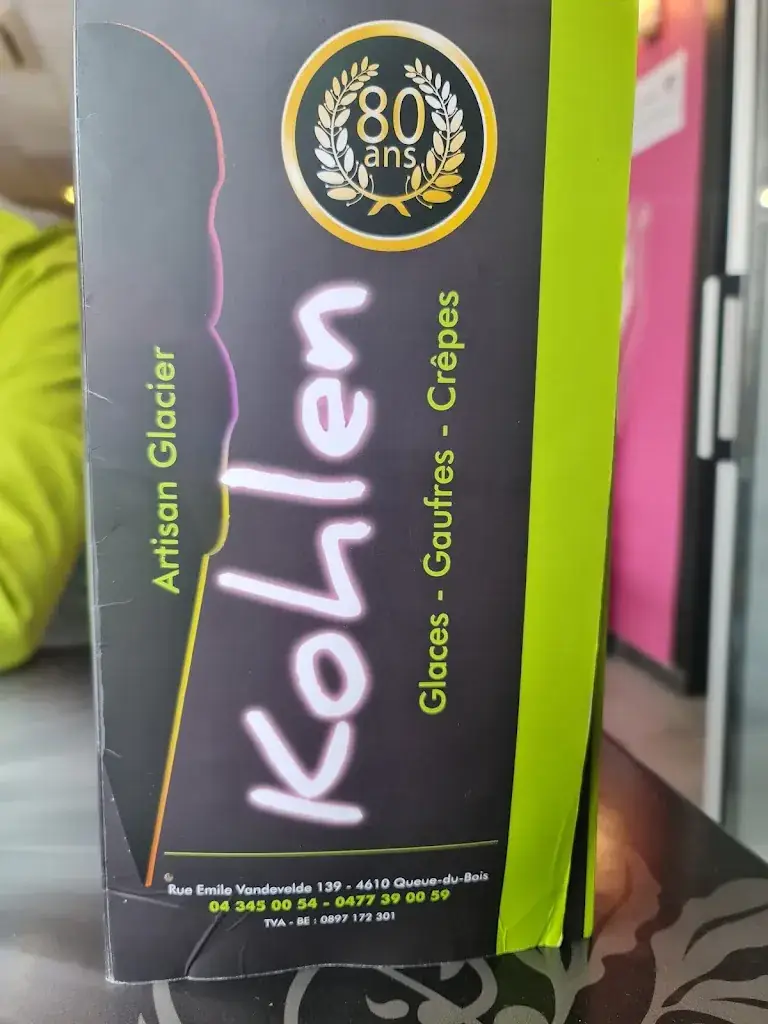 80
ans
Artisan Glacier
Kohlen
Glaces - Gaufres - Crêpes
Rue Emile Vandevelde 139 - 4610 Queue-du-Bois
04 345 00 54 - 0477 39 00 59
TVA - BE : 0897 172 301